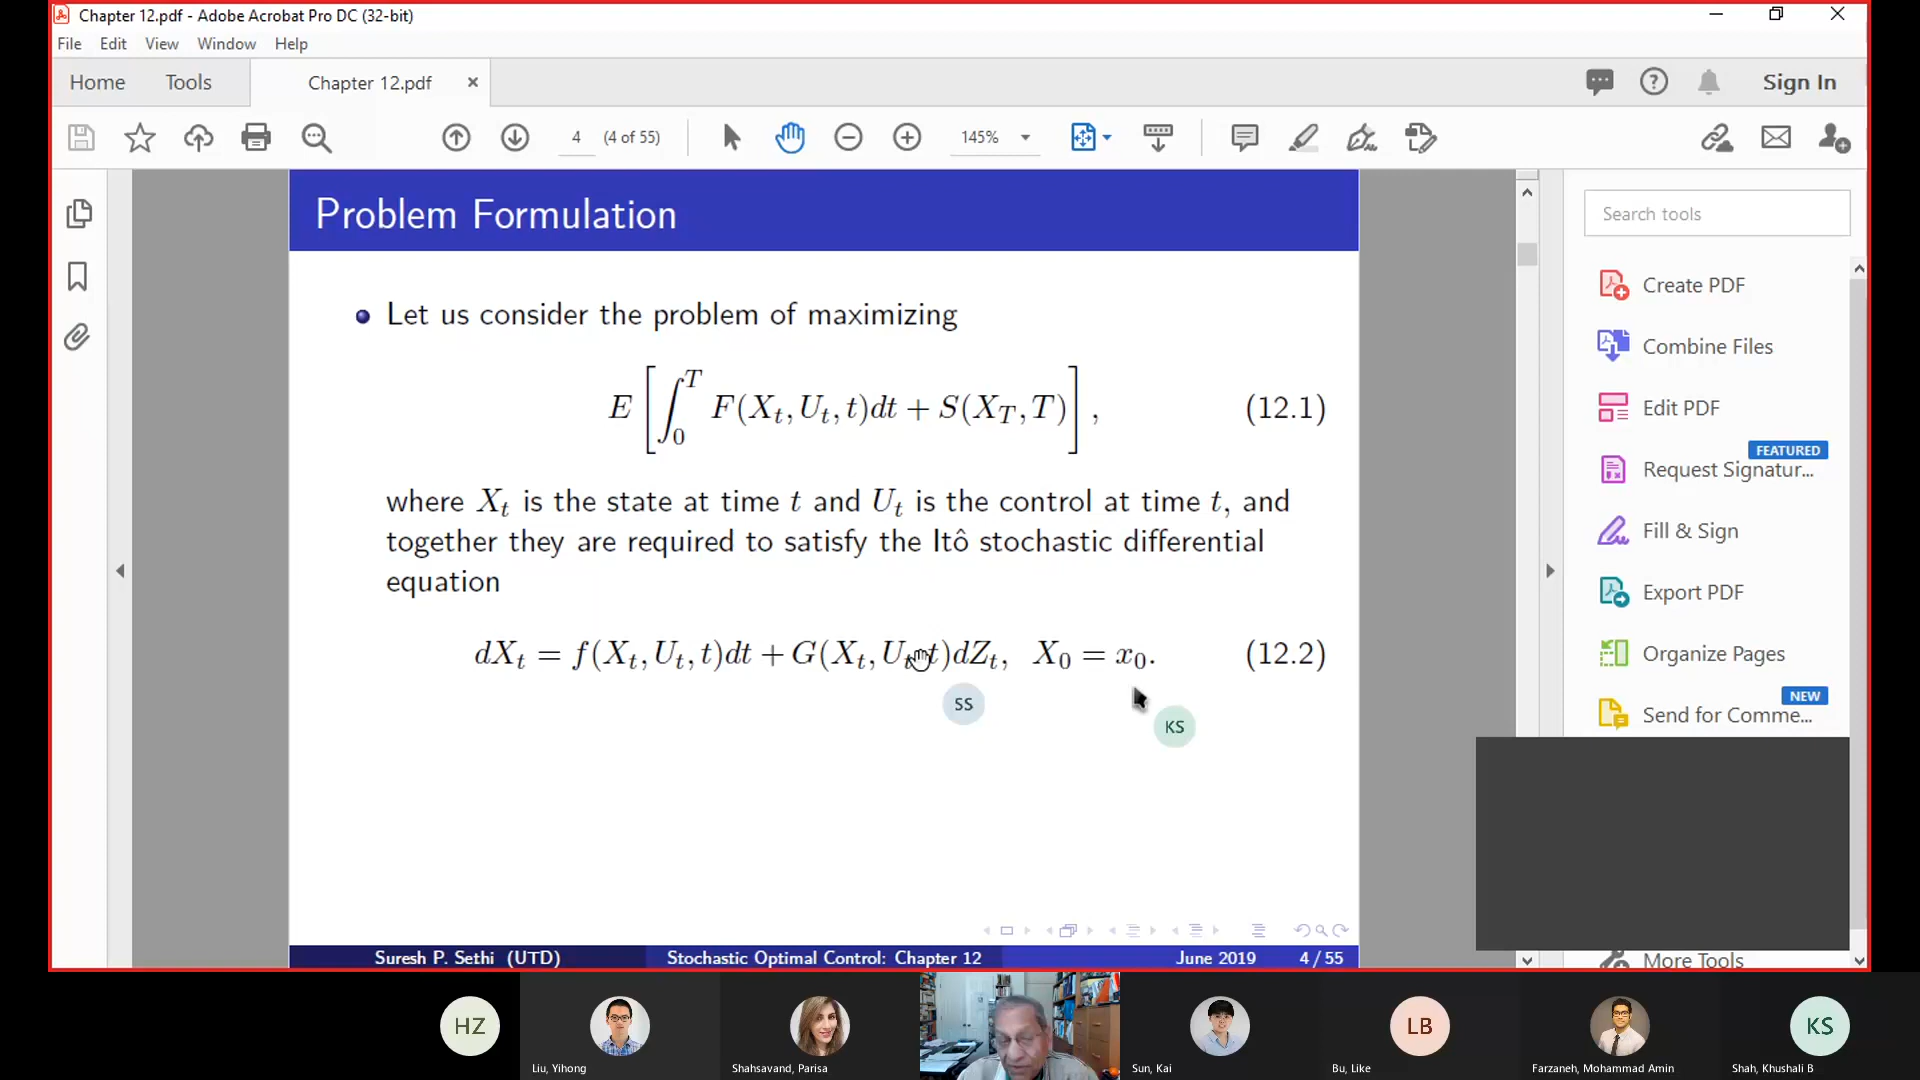 Chapter 12.pdf - Adobe Acrobat Pro DC (32-bit)
File Edit View Window Help
Home Tools Chapter 12.pdf × Sign In
4 (4 of 55) 145%
Problem Formulation
Search tools
Let us consider the problem of maximizing
E [ ∫_0^T F(X_t, U_t, t)dt + S(X_T, T) ] , (12.1)
where X_t is the state at time t and U_t is the control at time t, and
together they are required to satisfy the Itô stochastic differential
equation
dX_t = f(X_t, U_t, t)dt + G(X_t, U_t, t)dZ_t, X_0 = x_0. (12.2)
SS
KS
Suresh P. Sethi (UTD) Stochastic Optimal Control: Chapter 12 June 2019 4 / 55
Create PDF
Combine Files
Edit PDF
FEATURED
Request Signatur...
Fill & Sign
Export PDF
Organize Pages
NEW
Send for Comme...
More Tools
HZ LB KS
Liu, Yihong Shahsavand, Parisa Sun, Kai Bu, Like Farzaneh, Mohammad Amin Shah, Khushali B